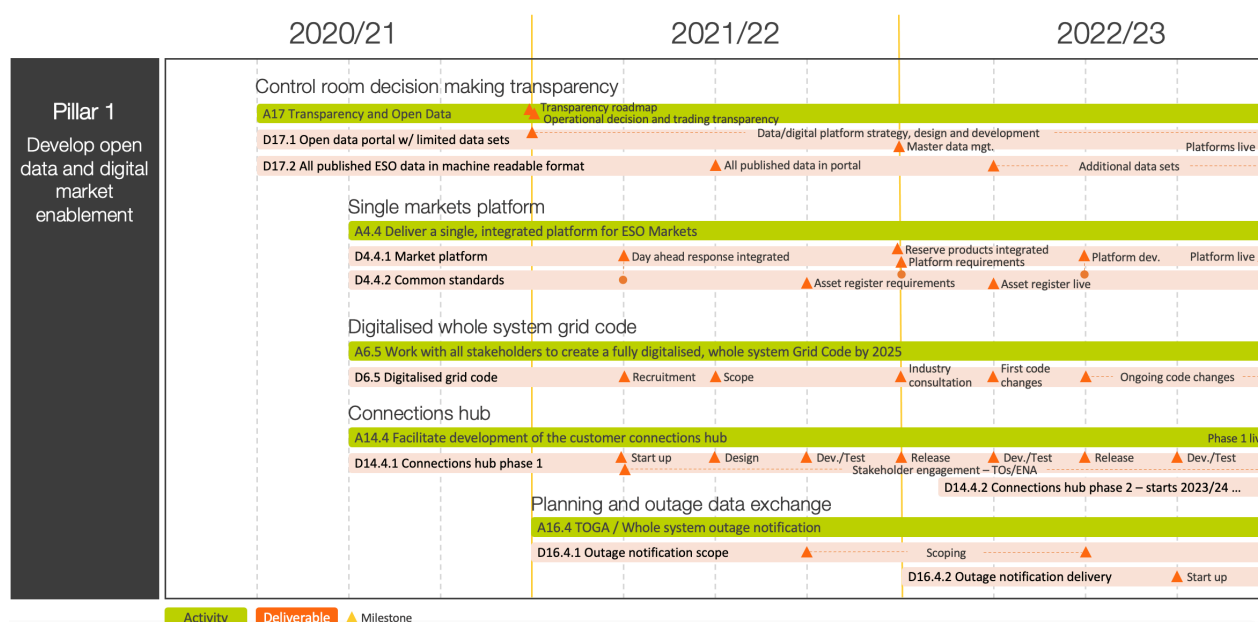 2020/21 2021/22 2022/23
Pillar 1
Develop open
data and digital
market
enablement
Control room decision making transparency
A17 Transparency and Open Data
Transparency roadmap
Operational decision and trading transparency
D17.1 Open data portal w/ limited data sets
Data/digital platform strategy, design and development
Master data mgt.
Platforms live
D17.2 All published ESO data in machine readable format
All published data in portal
Additional data sets
Single markets platform
A4.4 Deliver a single, integrated platform for ESO Markets
D4.4.1 Market platform
Day ahead response integrated
Reserve products integrated
Platform requirements
Platform dev.
Platform live
D4.4.2 Common standards
Asset register requirements
Asset register live
Digitalised whole system grid code
A6.5 Work with all stakeholders to create a fully digitalised, whole system Grid Code by 2025
D6.5 Digitalised grid code
Recruitment
Scope
Industry
consultation
First code
changes
Ongoing code changes
Connections hub
A14.4 Facilitate development of the customer connections hub
Phase 1
D14.4.1 Connections hub phase 1
Start up
Design
Dev./Test
Release
Dev./Test
Release
Dev./Test
Stakeholder engagement – TOs/ENA
D14.4.2 Connections hub phase 2 – starts 2023/24 ...
Planning and outage data exchange
A16.4 TOGA / Whole system outage notification
D16.4.1 Outage notification scope
Scoping
D16.4.2 Outage notification delivery
Start up
Activity
Deliverable
Milestone